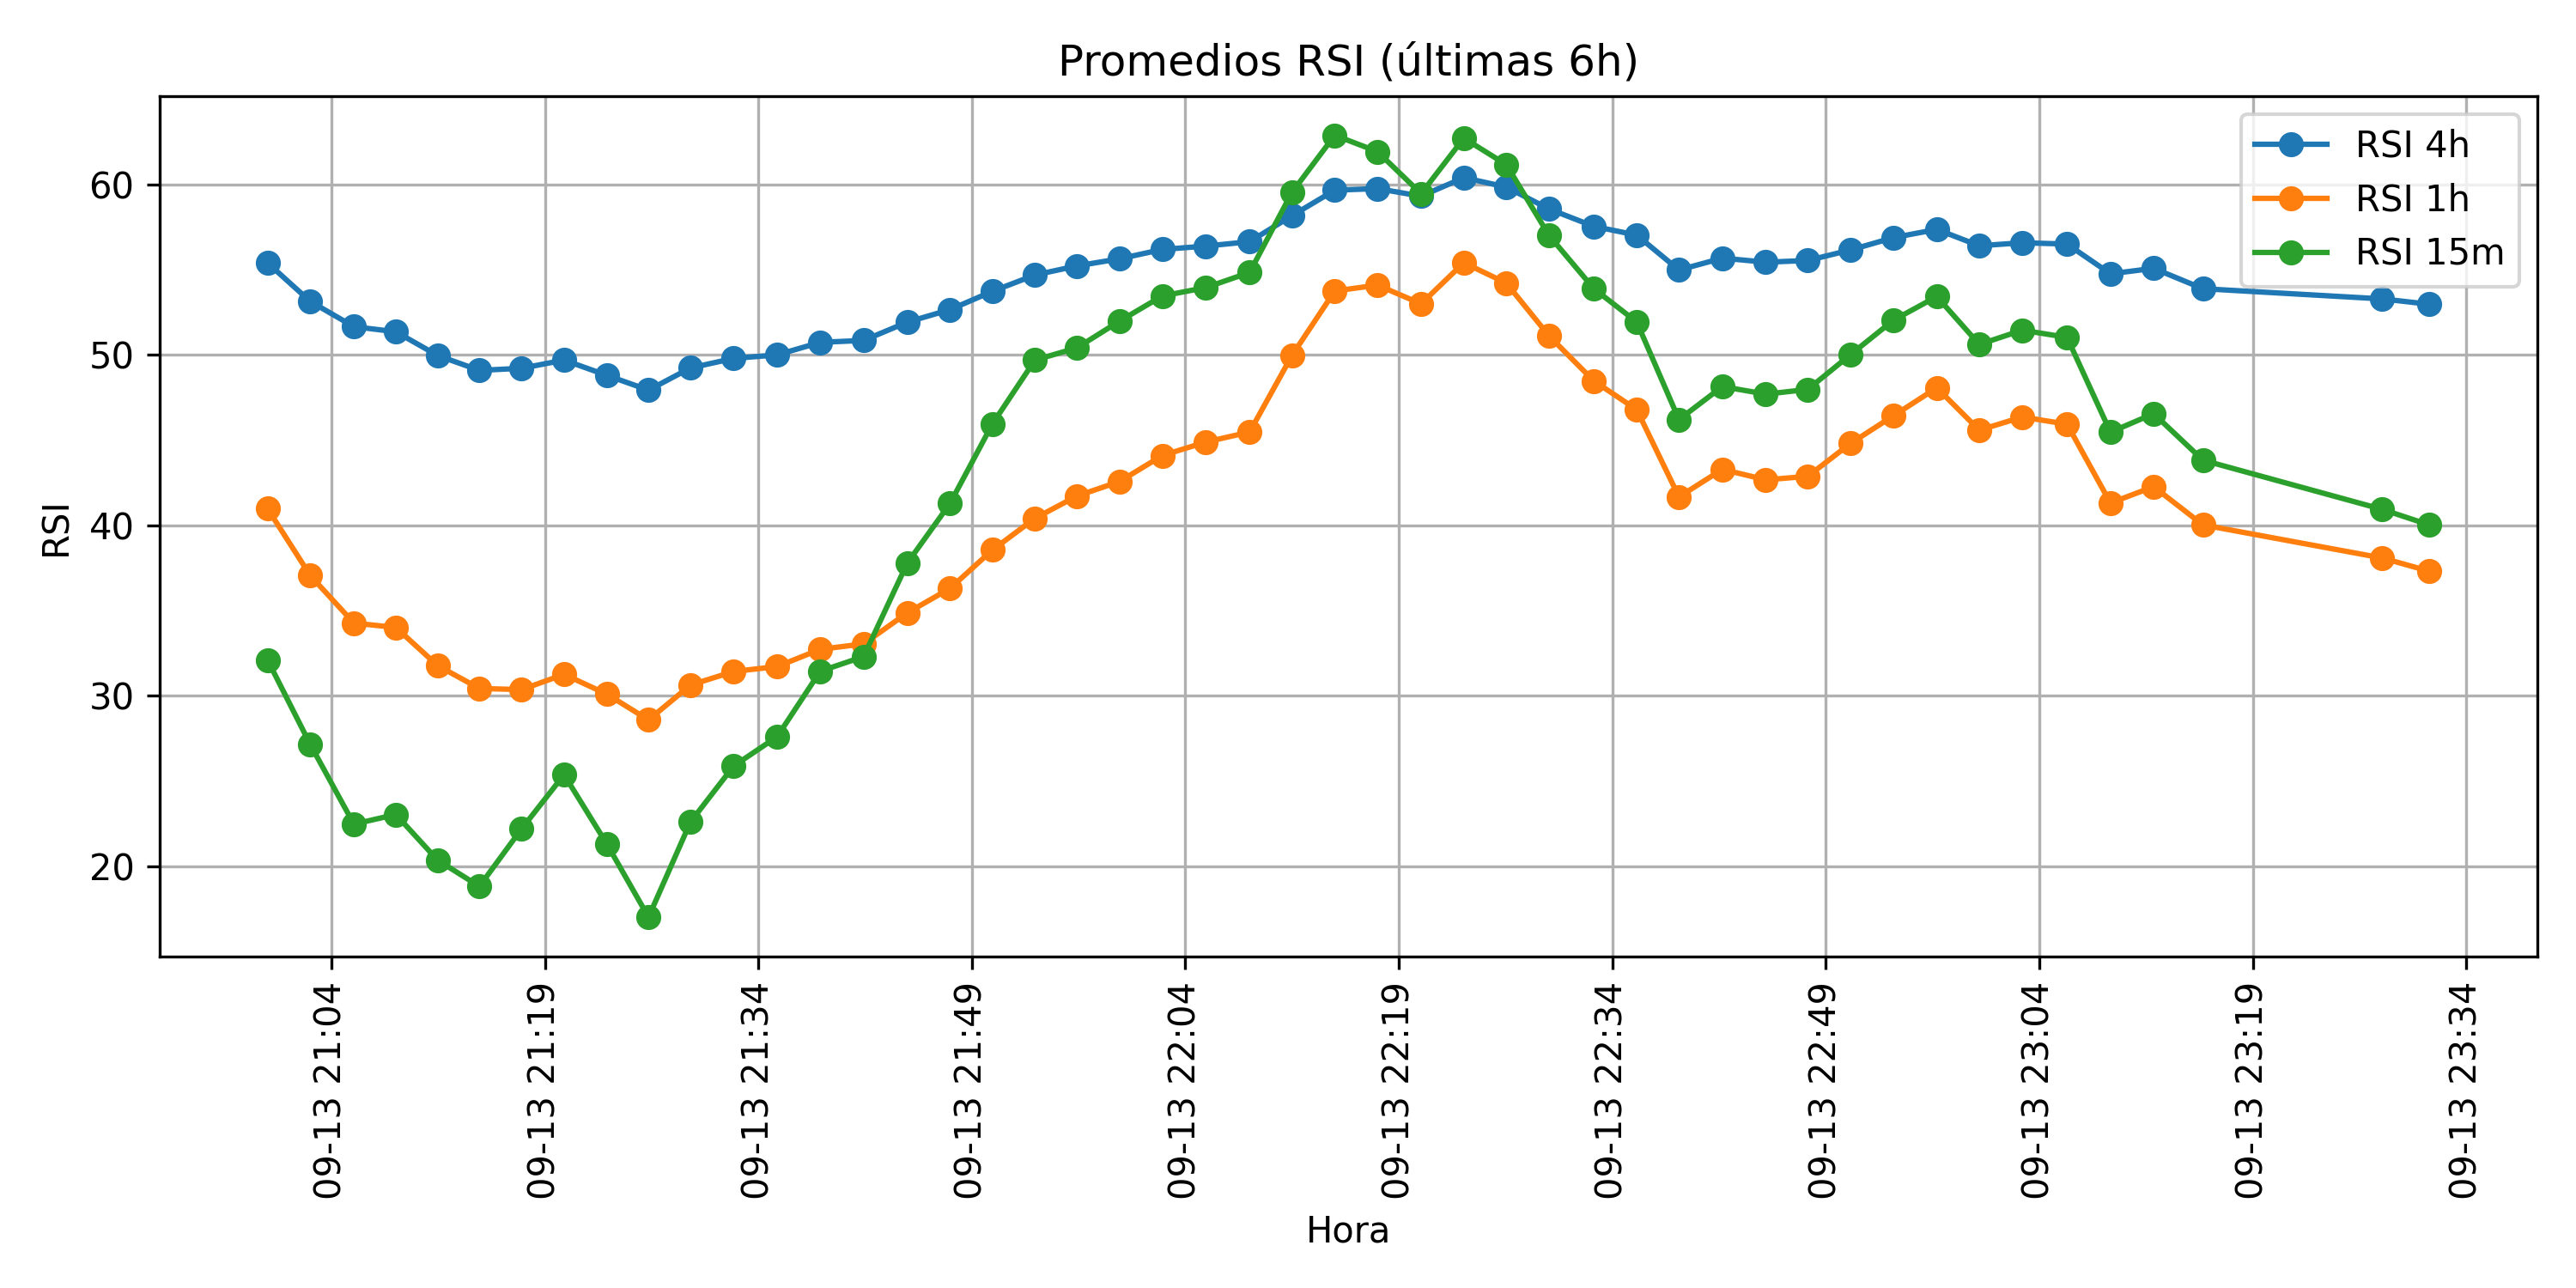 Promedios RSI (últimas 6h)
RSI 4h
RSI 1h
RSI 15m
RSI
60
50
40
30
20
09-13 21:04
09-13 21:19
09-13 21:34
09-13 21:49
09-13 22:04
09-13 22:19
09-13 22:34
09-13 22:49
09-13 23:04
09-13 23:19
09-13 23:34
Hora